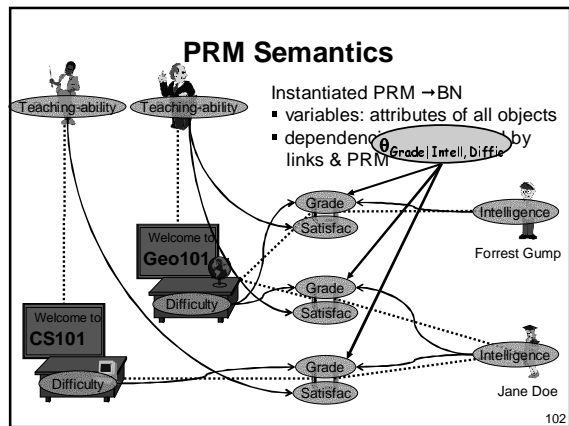 PRM Semantics
Teaching-ability
Teaching-ability
Instantiated PRM →BN
▪ variables: attributes of all objects
▪ dependenci by
links & PRM
θGrade|Intell,Diffic
Grade
Satisfac
Intelligence
Forrest Gump
Welcome to
Geo101
Difficulty
Grade
Satisfac
Welcome to
CS101
Difficulty
Grade
Satisfac
Intelligence
Jane Doe
102